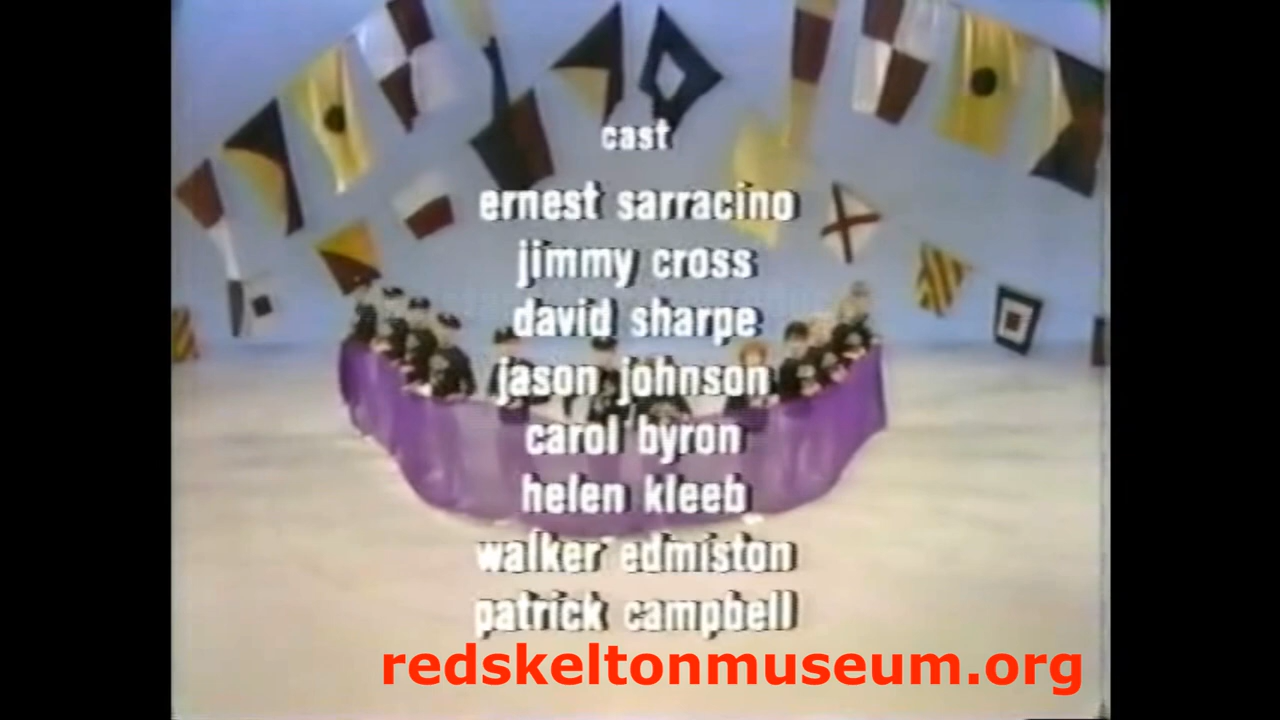 cast
ernest sarracino
jimmy cross
david sharpe
jason johnson
carol byron
helen kleeb
walker edmiston
patrick campbell
redskeltonmuseum.org